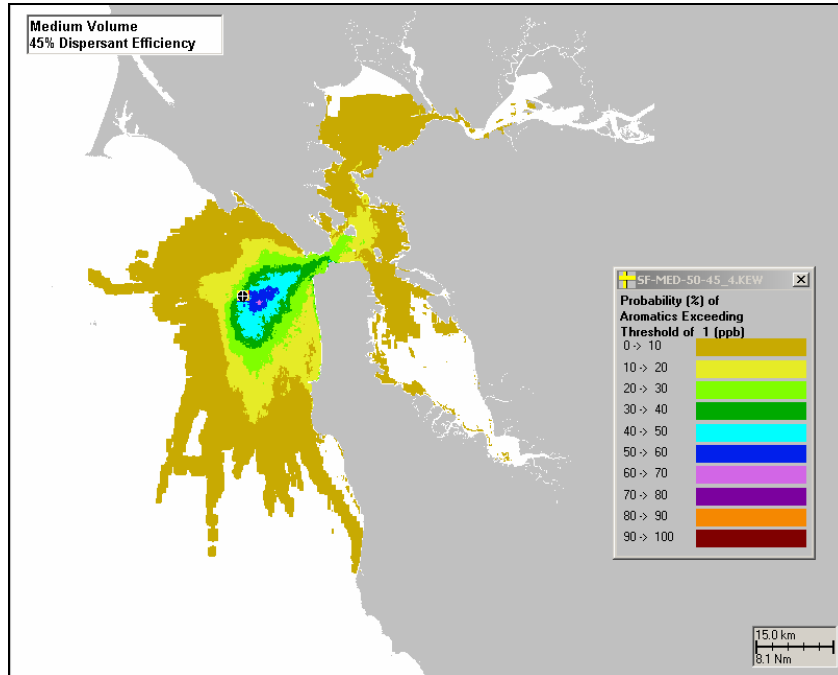 Medium Volume
45% Dispersant Efficiency
SF-MED-50-45_4.KEW
Probability (%) of
Aromatics Exceeding
Threshold of 1 (ppb)
0 -> 10
10 -> 20
20 -> 30
30 -> 40
40 -> 50
50 -> 60
60 -> 70
70 -> 80
80 -> 90
90 -> 100
15.0 km
8.1 Nm